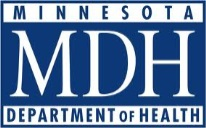 MINNESOTA
MDH
DEPARTMENT OF HEALTH